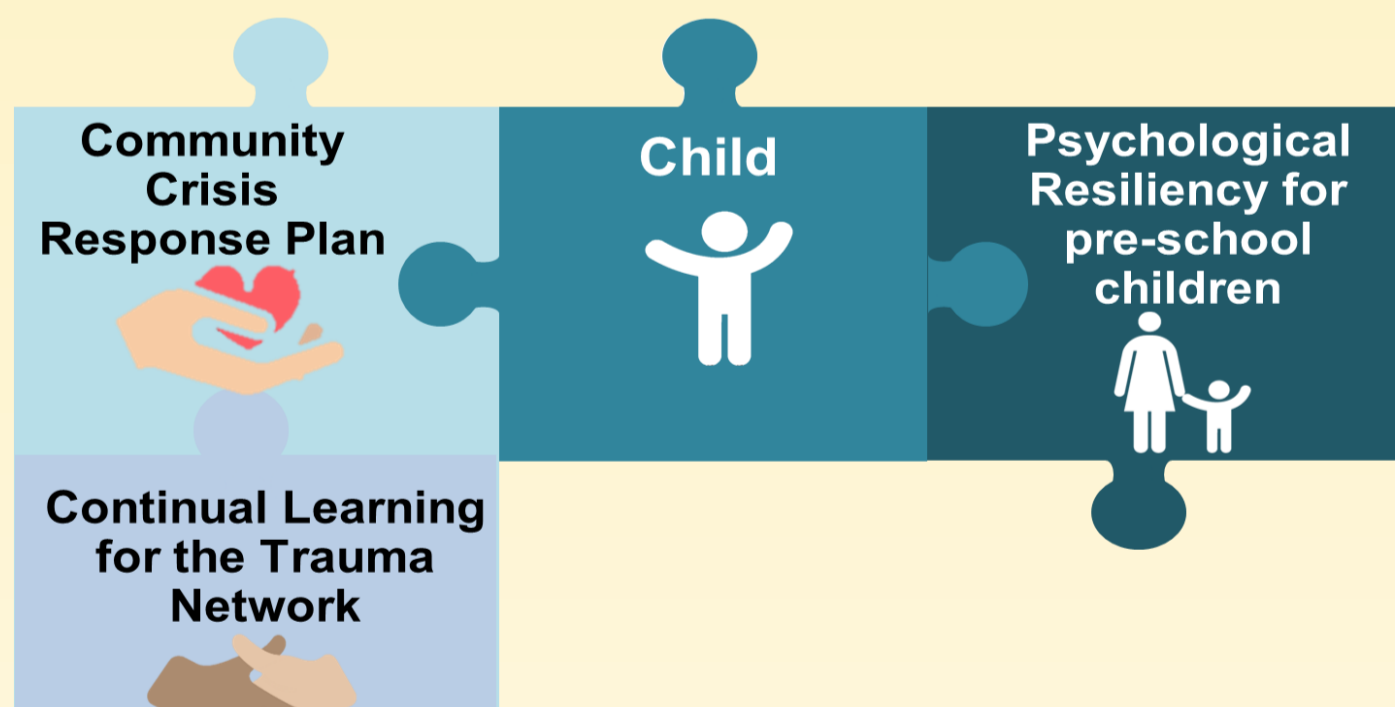 Community
Crisis
Response Plan
Child
Psychological
Resiliency for
pre-school
children
Continual Learning
for the Trauma
Network